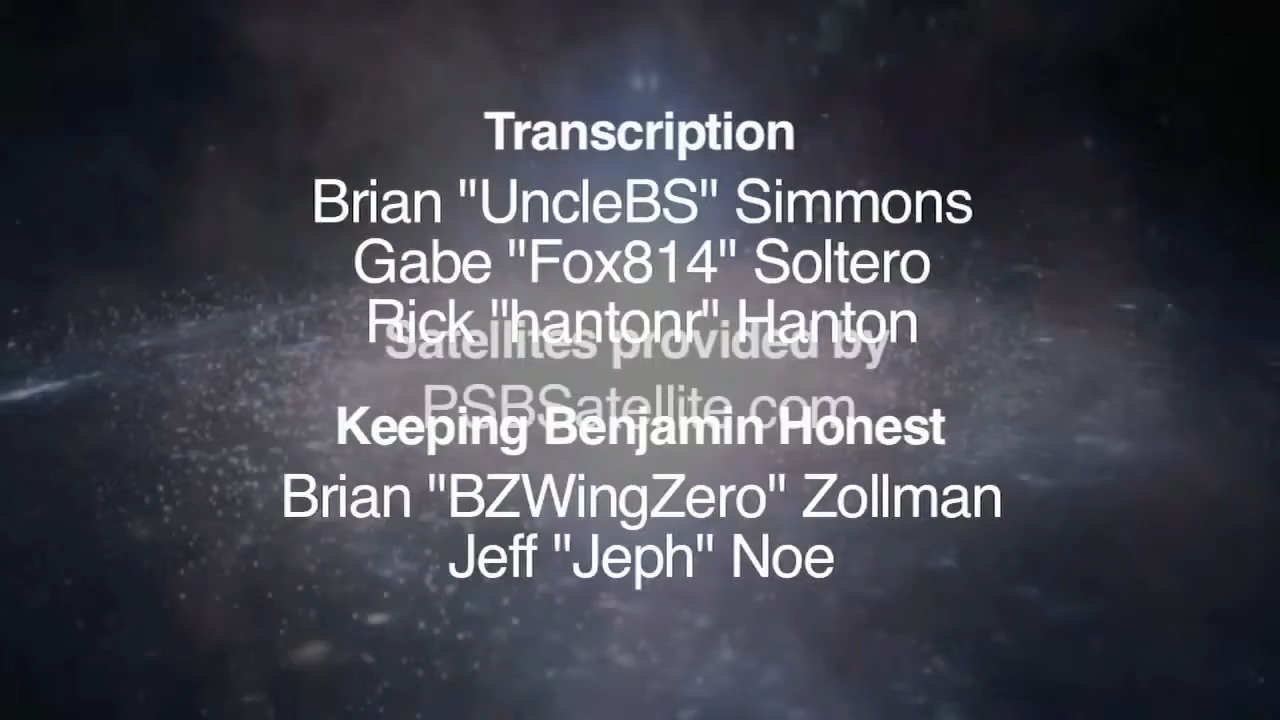 Transcription
Brian "UncleBS" Simmons
Gabe "Fox814" Soltero
Rick "hantonr" Hanton
Satellites provided by
PSBSatellite.com
Keeping Benjamin Honest
Brian "BZWingZero" Zollman
Jeff "Jeph" Noe